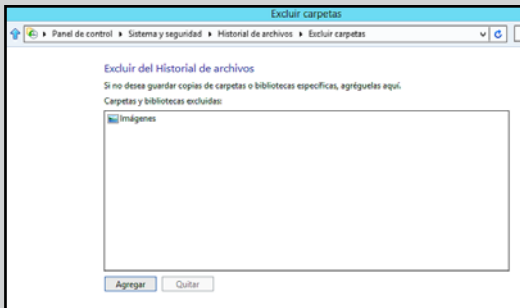 Excluir carpetas
Panel de control Sistema y seguridad Historial de archivos Excluir carpetas
Excluir del Historial de archivos
Si no desea guardar copias de carpetas o bibliotecas específicas, agréguelas aquí.
Carpetas y bibliotecas excluidas:
Imágenes
Agregar Quitar